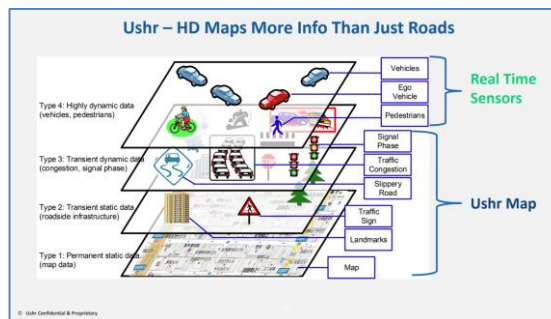 Ushr – HD Maps More Info Than Just Roads
Type 4: Highly dynamic data
(vehicles, pedestrians)
Vehicles
Ego
Vehicle
Pedestrians
Real Time
Sensors
Type 3: Transient dynamic data
(congestion, signal phase)
Signal
Phase
Traffic
Congestion
Slippery
Road
Type 2: Transient static data
(roadside infrastructure)
Traffic
Sign
Landmarks
Ushr Map
Type 1: Permanent static data
(map data)
Map
© Ushr Confidential & Proprietary